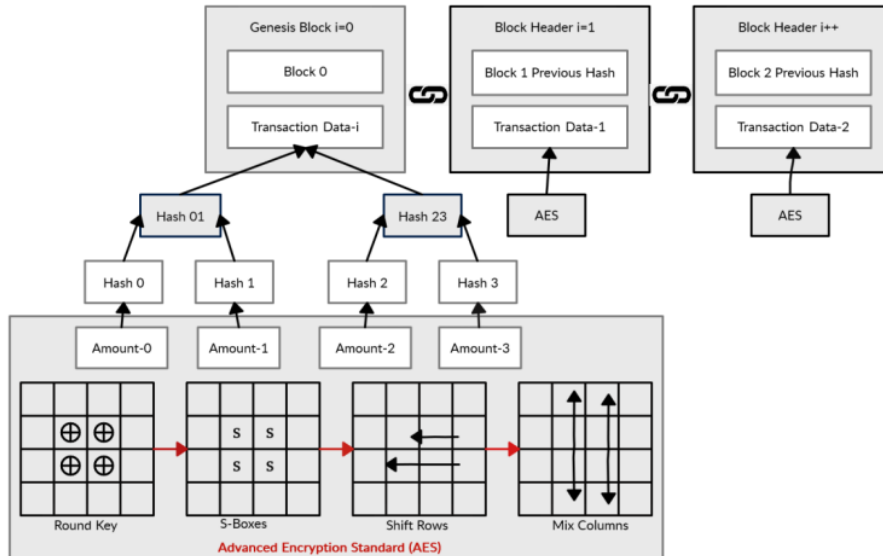 Genesis Block i=0
Block Header i=1
Block Header i++
Block 0
Block 1 Previous Hash
Block 2 Previous Hash
Transaction Data-i
Transaction Data-1
Transaction Data-2
Hash 01
Hash 23
AES
AES
Hash 0
Hash 1
Hash 2
Hash 3
Amount-0
Amount-1
Amount-2
Amount-3
S S
S S
Round Key
S-Boxes
Shift Rows
Mix Columns
Advanced Encryption Standard (AES)